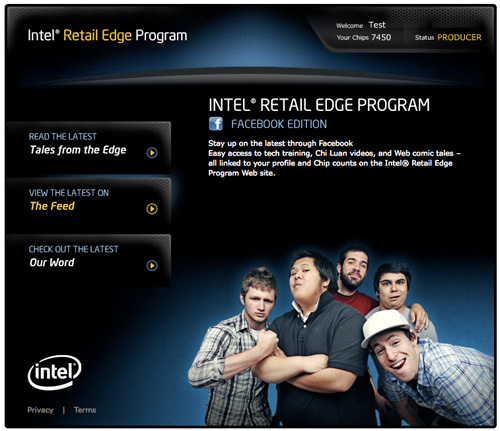 Intel® Retail Edge Program
Welcome Test
Your Chips 7450 Status PRODUCER
INTEL® RETAIL EDGE PROGRAM
f FACEBOOK EDITION
Stay up on the latest through Facebook
Easy access to tech training, Chi Luan videos, and Web comic tales –
all linked to your profile and Chip counts on the Intel® Retail Edge
Program Web site.
READ THE LATEST
Tales from the Edge
VIEW THE LATEST ON
The Feed
CHECK OUT THE LATEST
Our Word
intel
Privacy | Terms